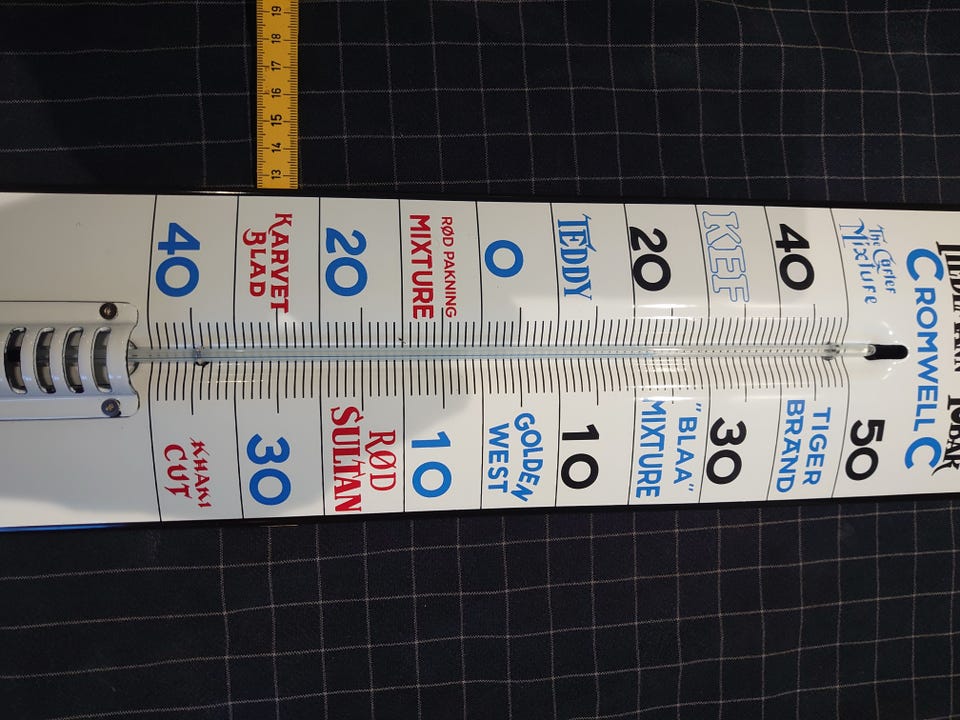 CROMWELL C
The
Mixture
50
TIGER
BRAND
40
30
KEF
"BLAA"
MIXTURE
20
10
TEDDY
GOLDEN
WEST
0
10
RØD PAKNING
MIXTURE
RØD
SULTAN
20
30
KARVET
BLAD
KHAKI
CUT
40
19
18
17
16
15
14
13